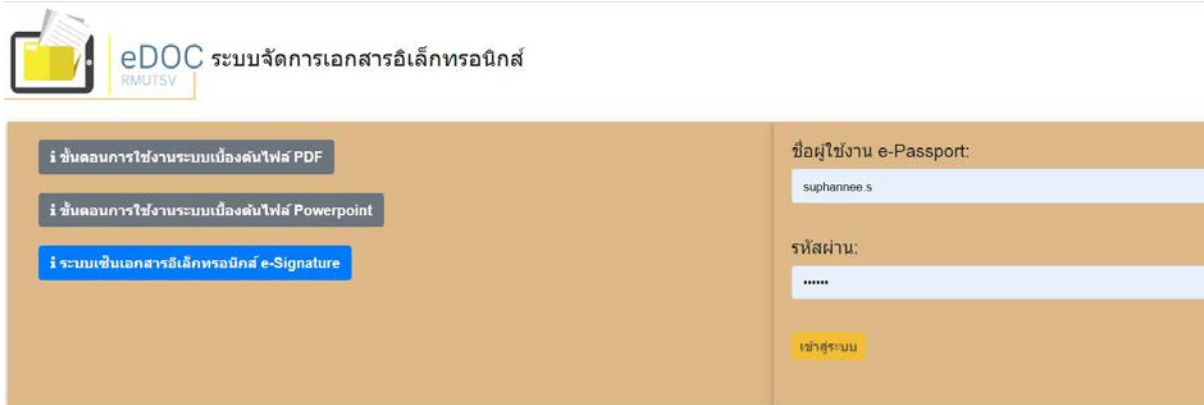 eDOC ระบบจัดการเอกสารอิเล็กทรอนิกส์
RMUTSV
i ขั้นตอนการใช้งานระบบเบื้องต้นไฟล์ PDF
i ขั้นตอนการใช้งานระบบเบื้องต้นไฟล์ Powerpoint
i ระบบเซ็นเอกสารอิเล็กทรอนิกส์ e-Signature
ชื่อผู้ใช้งาน e-Passport:
suphannee.s
รหัสผ่าน:
••••••
เข้าสู่ระบบ